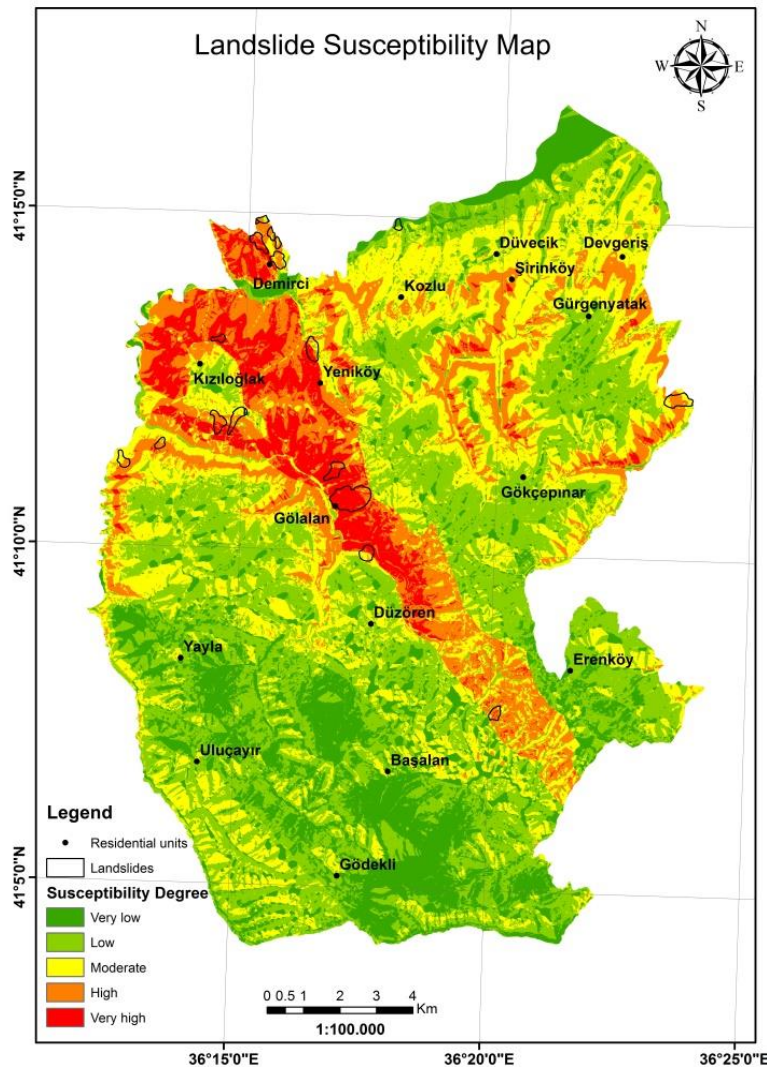 Landslide Susceptibility Map
N
W E
S
41°15'0"N
41°10'0"N
41°5'0"N
Düvecik
Devgeriş
Şirinköy
Demirci
Kozlu
Gürgenyatak
Kızıloğlak
Yeniköy
Gökçepınar
Gölalan
Düzören
Yayla
Erenköy
Uluçayır
Başalan
Gödekli
Legend
Residential units
Landslides
Susceptibility Degree
Very low
Low
Moderate
High
Very high
0 0.5 1 2 3 4
Km
1:100.000
36°15'0"E
36°20'0"E
36°25'0"E